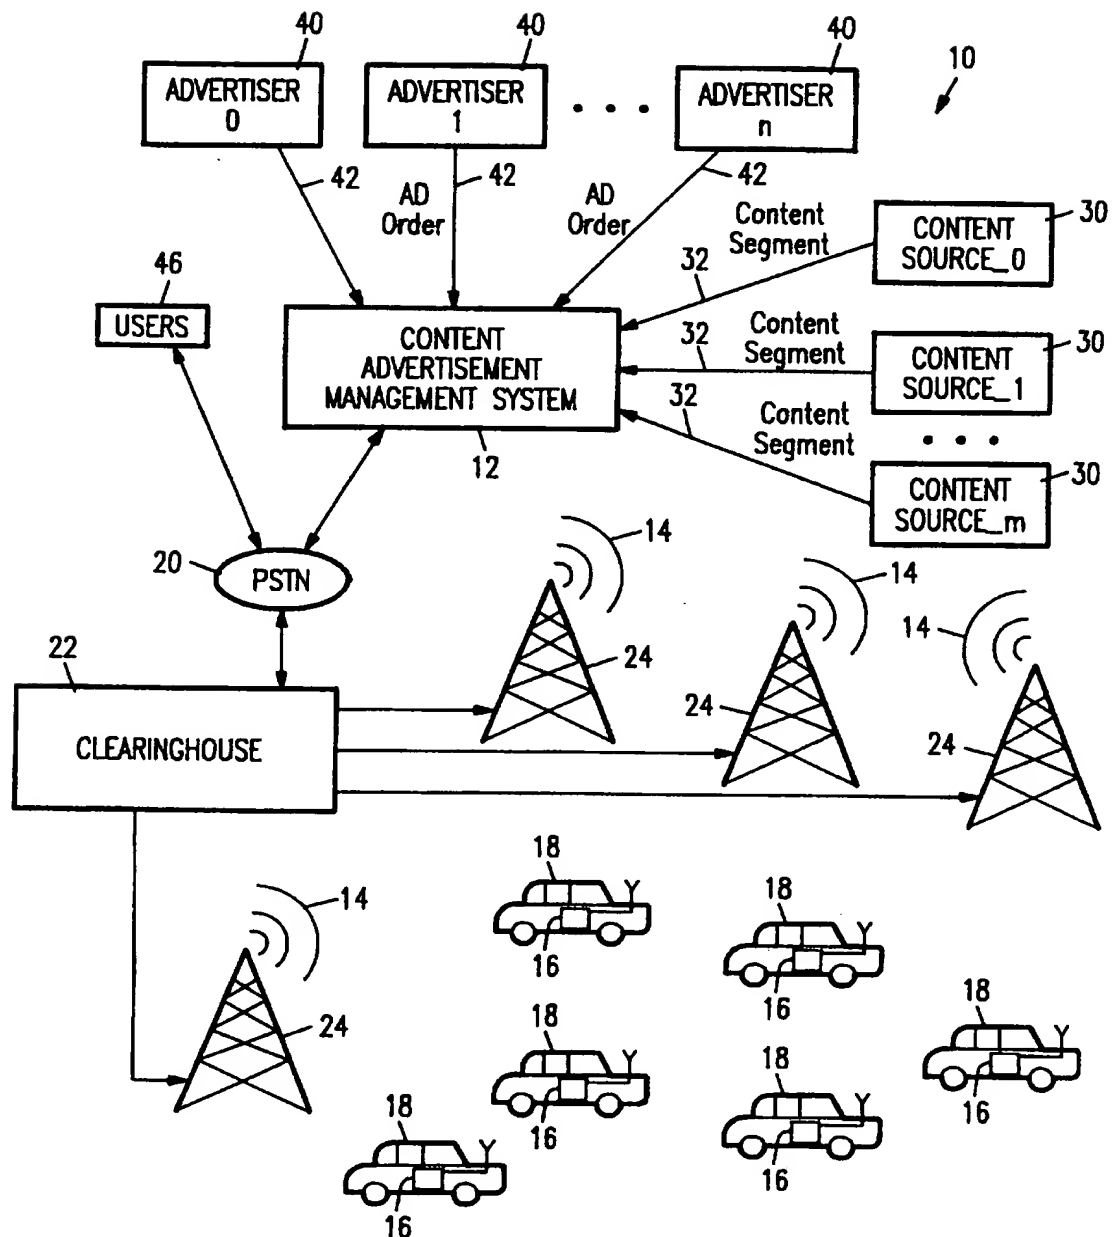 40
40
40
10
ADVERTISER
0
ADVERTISER
1
• • •
ADVERTISER
n
42
42
42
AD
Order
AD
Order
Content
Segment
32
CONTENT
SOURCE_0
30
46
USERS
CONTENT
ADVERTISEMENT
MANAGEMENT SYSTEM
12
Content
Segment
32
CONTENT
SOURCE_1
30
• • •
Content
Segment
32
CONTENT
SOURCE_m
30
20
PSTN
14
14
14
24
24
24
22
CLEARINGHOUSE
14
24
18
16
18
16
18
16
18
16
18
16
18
16